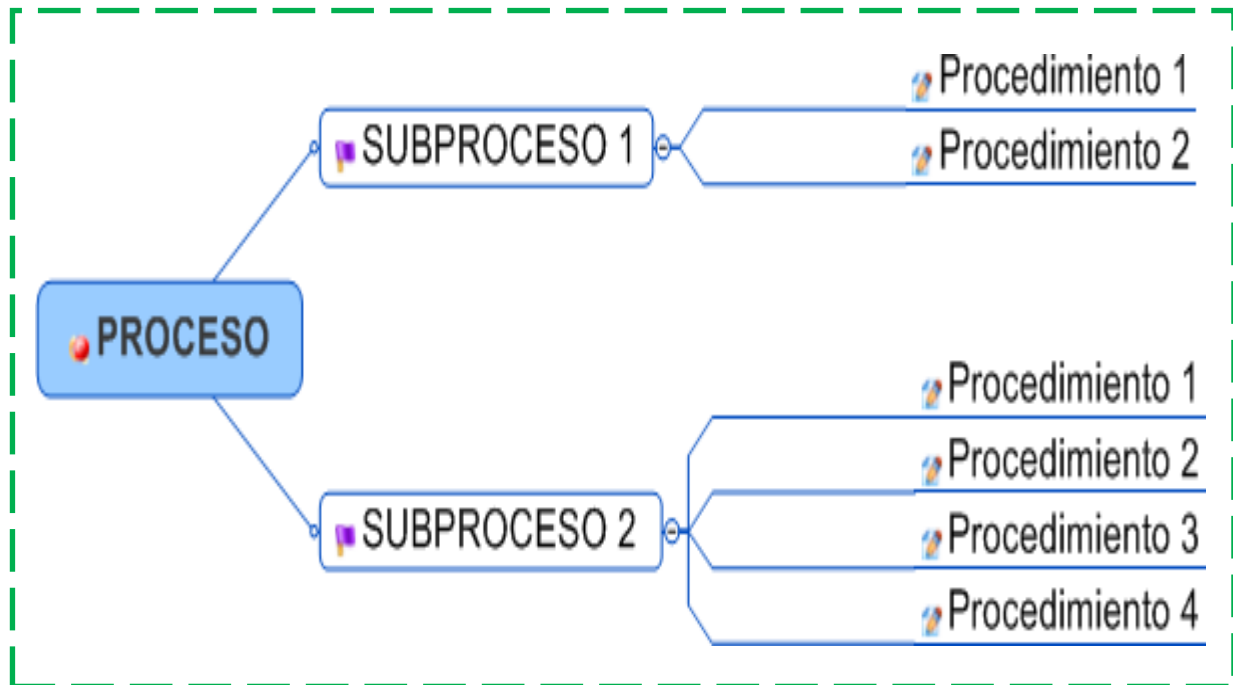 PROCESO
SUBPROCESO 1
Procedimiento 1
Procedimiento 2
SUBPROCESO 2
Procedimiento 1
Procedimiento 2
Procedimiento 3
Procedimiento 4